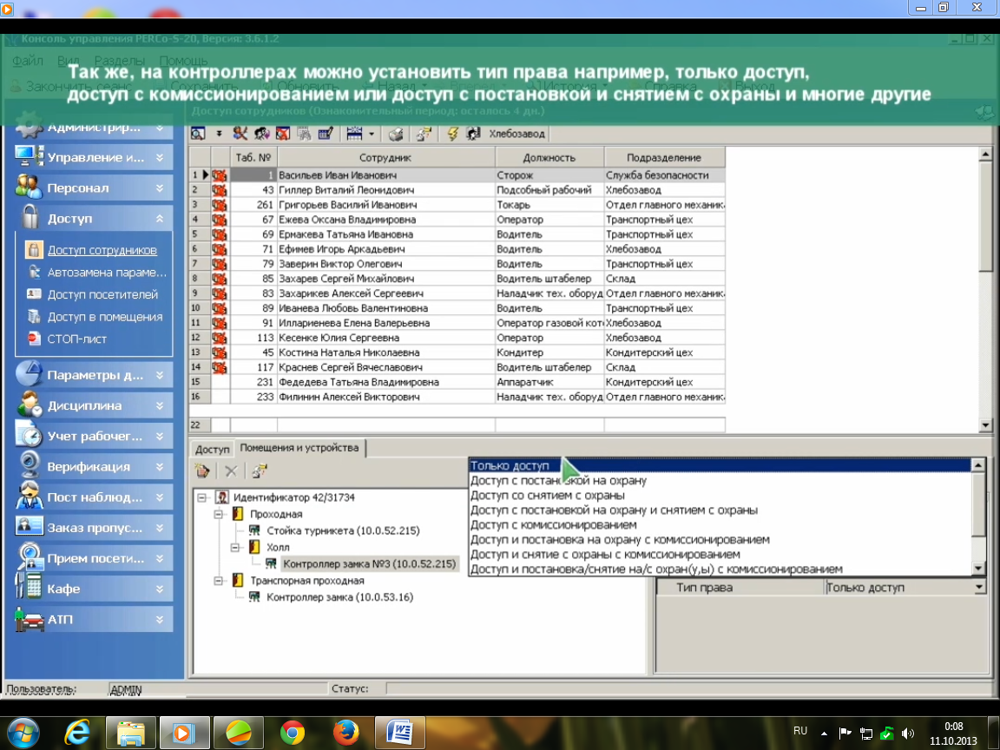 Консоль управления PERCo-S-20, Версия: 3.6.1.2
Файл Вид Разделы Помощь
Так же, на контроллерах можно установить тип права например, только доступ,
доступ с комиссионированием или доступ с постановкой и снятием с охраны и многие другие
Закончить сеанс Сохранить Обновить Назад История Справка Выход
Доступ сотрудников (Ознакомительный период: осталось 4 дн.)
Хлебозавод
Администрир...
Управление и...
Персонал
Доступ
Доступ сотрудников
Автозамена параме...
Доступ посетителей
Доступ в помещения
СТОП-лист
Параметры д...
Дисциплина
Учет рабочег...
Верификация
Пост наблюд...
Заказ пропус...
Прием посети...
Кафе
АТП
Таб. № Сотрудник Должность Подразделение
1 1 Васильев Иван Иванович Сторож Служба безопасности
2 43 Гиллер Виталий Леонидович Подсобный рабочий Хлебозавод
3 261 Григорьев Василий Иванович Токарь Отдел главного механик
4 67 Ежева Оксана Владимировна Оператор Транспортный цех
5 69 Ермакева Татьяна Ивановна Водитель Транспортный цех
6 71 Ефинев Игорь Аркадьевич Водитель Хлебозавод
7 79 Заверин Виктор Олегович Водитель Транспортный цех
8 85 Захарев Сергей Михайлович Водитель штабелер Склад
9 83 Захарикев Алексей Сергеевич Наладчик тех. оборуд Отдел главного механик
10 89 Иванева Любовь Валентиновна Водитель Транспортный цех
11 91 Иллариенева Елена Валерьевна Оператор газовой кот Хлебозавод
12 113 Кесенке Юлия Сергеевна Оператор Хлебозавод
13 45 Костина Наталья Николаевна Кондитер Кондитерский цех
14 117 Краснев Сергей Вячеславович Водитель штабелер Склад
15 231 Федедева Татьяна Владимировна Аппаратчик Кондитерский цех
16 233 Филинин Алексей Викторович Наладчик тех. оборуд Отдел главного механик
22
Доступ Помещения и устройства
Идентификатор 42/31734
Проходная
Стойка турникета (10.0.52.215)
Холл
Контроллер замка №3 (10.0.52.215)
Транспорная проходная
Контроллер замка (10.0.53.16)
Только доступ
Доступ с постановкой на охрану
Доступ со снятием с охраны
Доступ с постановкой на охрану и снятием с охраны
Доступ с комиссионированием
Доступ и постановка на охрану с комиссионированием
Доступ и снятие с охраны с комиссионированием
Доступ и постановка/снятие на/с охран(у,ы) с комиссионированием
Тип права Только доступ
Пользователь: ADMIN Статус:
RU 0:08
11.10.2013